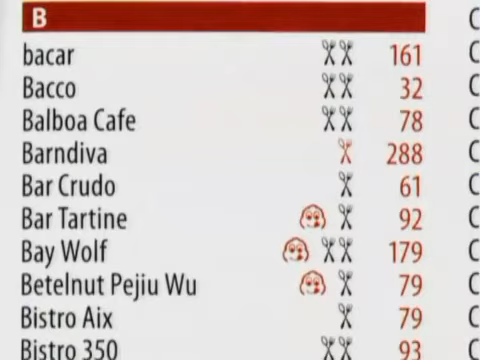 B
bacar 161
Bacco 32
Balboa Cafe 78
Barndiva 288
Bar Crudo 61
Bar Tartine 92
Bay Wolf 179
Betelnut Pejiu Wu 79
Bistro Aix 79
Bistro 350 93